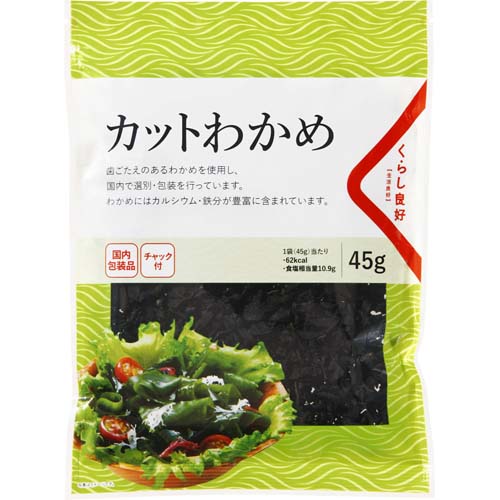 カットわかめ
歯ごたえのあるわかめを使用し、
国内で選別・包装を行っています。
わかめにはカルシウム・鉄分が豊富に含まれています。
くらし良好
【生活良好】
国内
包装品
チャック
付
1袋(45g)当たり
・62kcal
・食塩相当量10.9g
45g